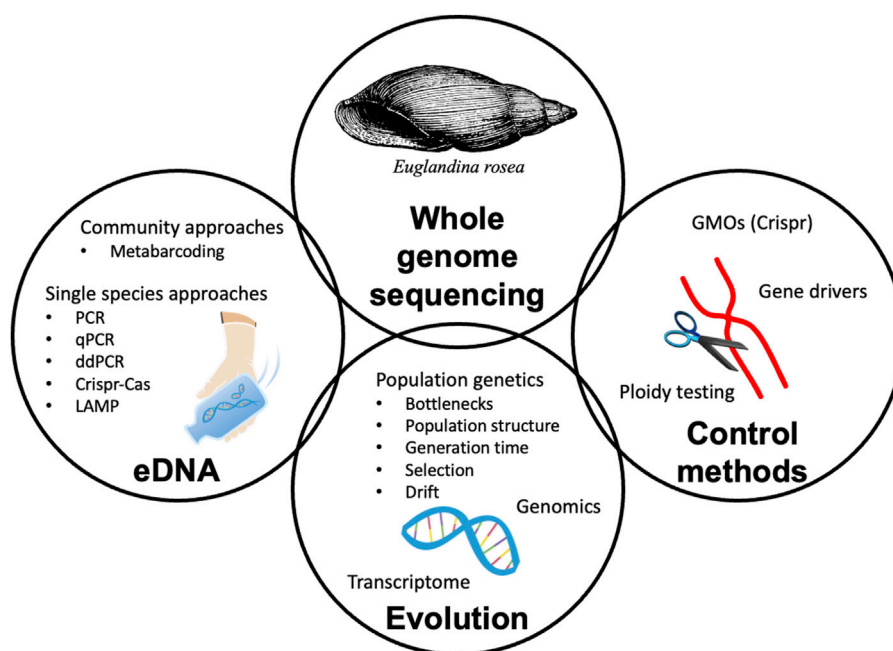 Euglandina rosea
Whole
genome
sequencing
Community approaches
• Metabarcoding
Single species approaches
• PCR
• qPCR
• ddPCR
• Crispr-Cas
• LAMP
eDNA
GMOs (Crispr)
Gene drivers
Ploidy testing
Control
methods
Population genetics
• Bottlenecks
• Population structure
• Generation time
• Selection
• Drift
Genomics
Transcriptome
Evolution